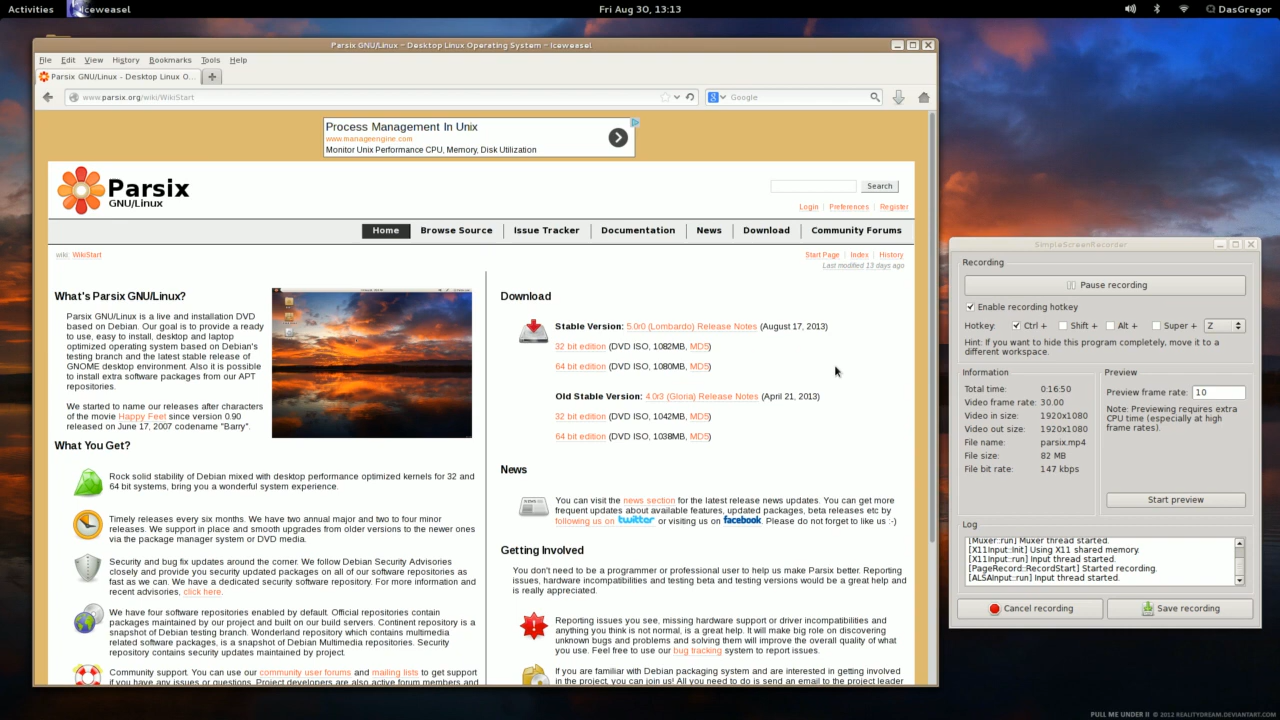 Activities Iceweasel Fri Aug 30, 13:13 DasGregor
Parsix GNU/Linux - Desktop Linux Operating System - Iceweasel
File Edit View History Bookmarks Tools Help
Parsix GNU/Linux - Desktop Linux O...
www.parsix.org/wiki/WikiStart
Google
Process Management In Unix
www.manageengine.com
Monitor Unix Performance CPU, Memory, Disk Utilization
Parsix
GNU/Linux
Search
Login Preferences Register
Home Browse Source Issue Tracker Documentation News Download Community Forums
wiki: WikiStart
Start Page Index History
Last modified 13 days ago
What's Parsix GNU/Linux?
Parsix GNU/Linux is a live and installation DVD
based on Debian. Our goal is to provide a ready
to use, easy to install, desktop and laptop
optimized operating system based on Debian's
testing branch and the latest stable release of
GNOME desktop environment. Also it is possible
to install extra software packages from our APT
repositories.
We started to name our releases after characters
of the movie Happy Feet since version 0.90
released on June 17, 2007 codename "Barry".
What You Get?
Rock solid stability of Debian mixed with desktop performance optimized kernels for 32 and
64 bit systems, bring you a wonderful system experience.
Timely releases every six months. We have two annual major and two to four minor
releases. We support in place and smooth upgrades from older versions to the newer ones
via the package manager system or DVD media.
Security and bug fix updates around the corner. We follow Debian Security Advisories
closely and provide you security updated packages on all of our software repositories as
fast as we can. We have a dedicated security software repository. For more information and
recent advisories, click here.
We have four software repositories enabled by default. Official repositories contain
packages maintained by our project and built on our build servers. Continent repository is a
snapshot of Debian testing branch. Wonderland repository which contains multimedia
related software packages, is a snapshot of Debian Multimedia repositories. Security
repository contains security updates maintained by project.
Community support. You can use our community user forums and mailing lists to get support
if you have any issues or questions. Project developers are also active forum members and
Download
Stable Version: 5.0r0 (Lombardo) Release Notes (August 17, 2013)
32 bit edition (DVD ISO, 1082MB, MD5)
64 bit edition (DVD ISO, 1080MB, MD5)
Old Stable Version: 4.0r3 (Gloria) Release Notes (April 21, 2013)
32 bit edition (DVD ISO, 1042MB, MD5)
64 bit edition (DVD ISO, 1038MB, MD5)
News
You can visit the news section for the latest release news updates. You can get more
frequent updates about available features, updated packages, beta releases etc by
following us on twitter or visiting us on facebook. Please do not forget to like us :-)
Getting Involved
You don't need to be a programmer or professional user to help us make Parsix better. Reporting
issues, hardware incompatibilities and testing beta and testing versions would be a great help and
is really appreciated.
Reporting issues you see, missing hardware support or driver incompatibilities and
anything you think is not normal, is a great help. It will make big role on discovering
unknown bugs and problems and solving them will improve the overall quality of what
you use. Feel free to use our bug tracking system to report issues.
If you are familiar with Debian packaging system and are interested in getting involved
in the project, you can join us! All you need to do is send an email to the project leader
SimpleScreenRecorder
Recording
Pause recording
Enable recording hotkey
Hotkey: Ctrl + Shift + Alt + Super + Z
Hint: If you want to hide this program completely, move it to a
different workspace.
Information
Total time: 0:16:50
Video frame rate: 30.00
Video in size: 1920x1080
Video out size: 1920x1080
File name: parsix.mp4
File size: 82 MB
File bit rate: 147 kbps
Preview
Preview frame rate: 10
Note: Previewing requires extra
CPU time (especially at high
frame rates).
Start preview
Log
[Muxer::run] Muxer thread started.
[X11Input::Init] Using X11 shared memory.
[X11Input::run] Input thread started.
[PageRecord::RecordStart] Started recording.
[ALSAInput::run] Input thread started.
Cancel recording Save recording
PULL ME UNDER II © 2012 REALITYDREAM.DEVIANTART.COM